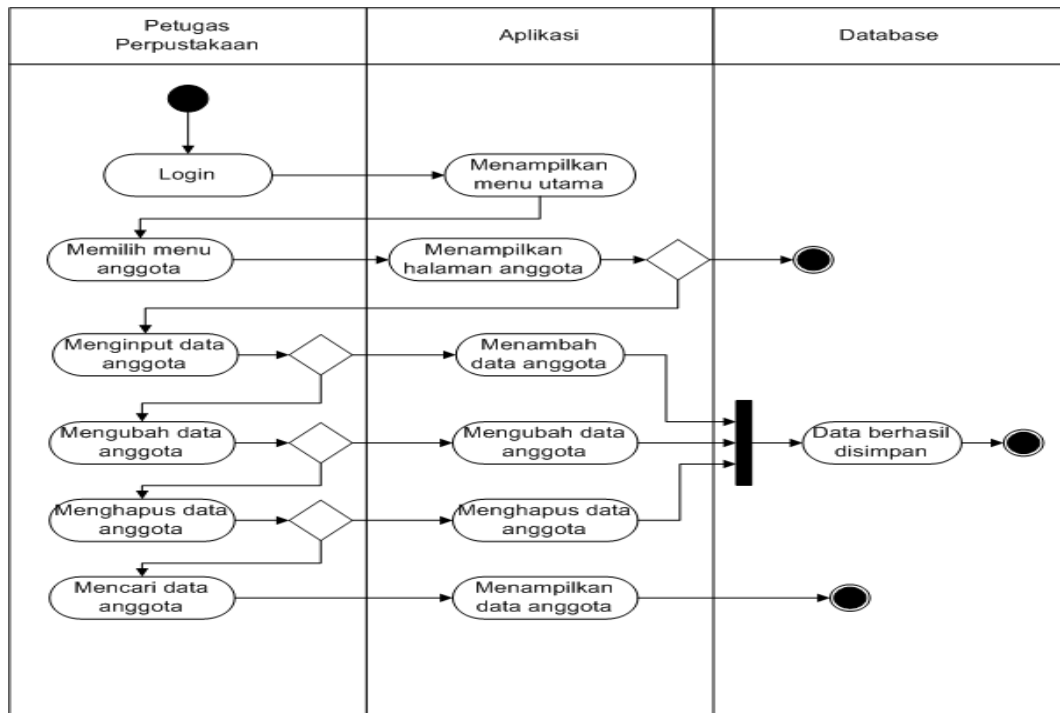 Petugas
Perpustakaan
Aplikasi
Database
Login
Menampilkan
menu utama
Memilih menu
anggota
Menampilkan
halaman anggota
Menginput data
anggota
Menambah
data anggota
Mengubah data
anggota
Mengubah data
anggota
Data berhasil
disimpan
Menghapus data
anggota
Menghapus data
anggota
Mencari data
anggota
Menampilkan
data anggota